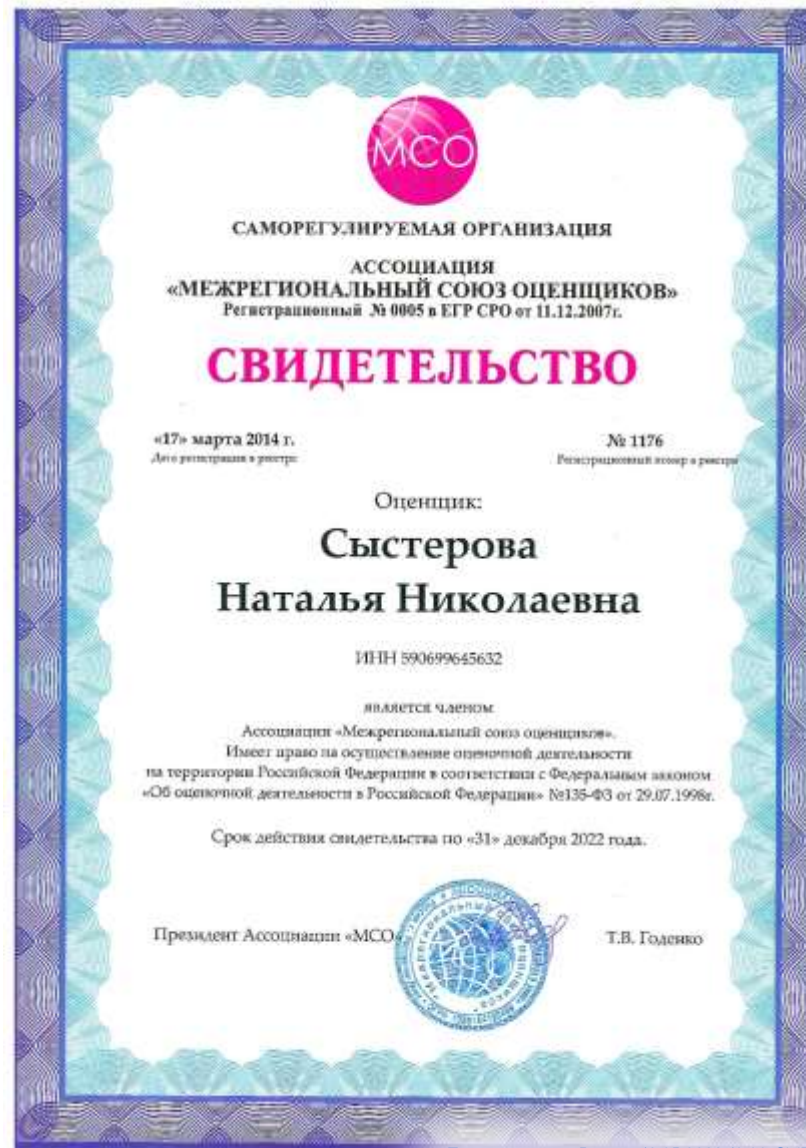 МСО
САМОРЕГУЛИРУЕМАЯ ОРГАНИЗАЦИЯ
АССОЦИАЦИЯ
«МЕЖРЕГИОНАЛЬНЫЙ СОЮЗ ОЦЕНЩИКОВ»
Регистрационный № 0005 в ЕГР СРО от 11.12.2007г.
СВИДЕТЕЛЬСТВО
«17» марта 2014 г. № 1176
Дата регистрации в реестре Регистрационный номер в реестре
Оценщик:
Сыстерова
Наталья Николаевна
ИНН 590699645632
является членом
Ассоциации «Межрегиональный союз оценщиков».
Имеет право на осуществление оценочной деятельности
на территории Российской Федерации в соответствии с Федеральным законом
«Об оценочной деятельности в Российской Федерации» №135-ФЗ от 29.07.1998г.
Срок действия свидетельства по «31» декабря 2022 года.
Президент Ассоциации «МСО» Т.В. Годенко